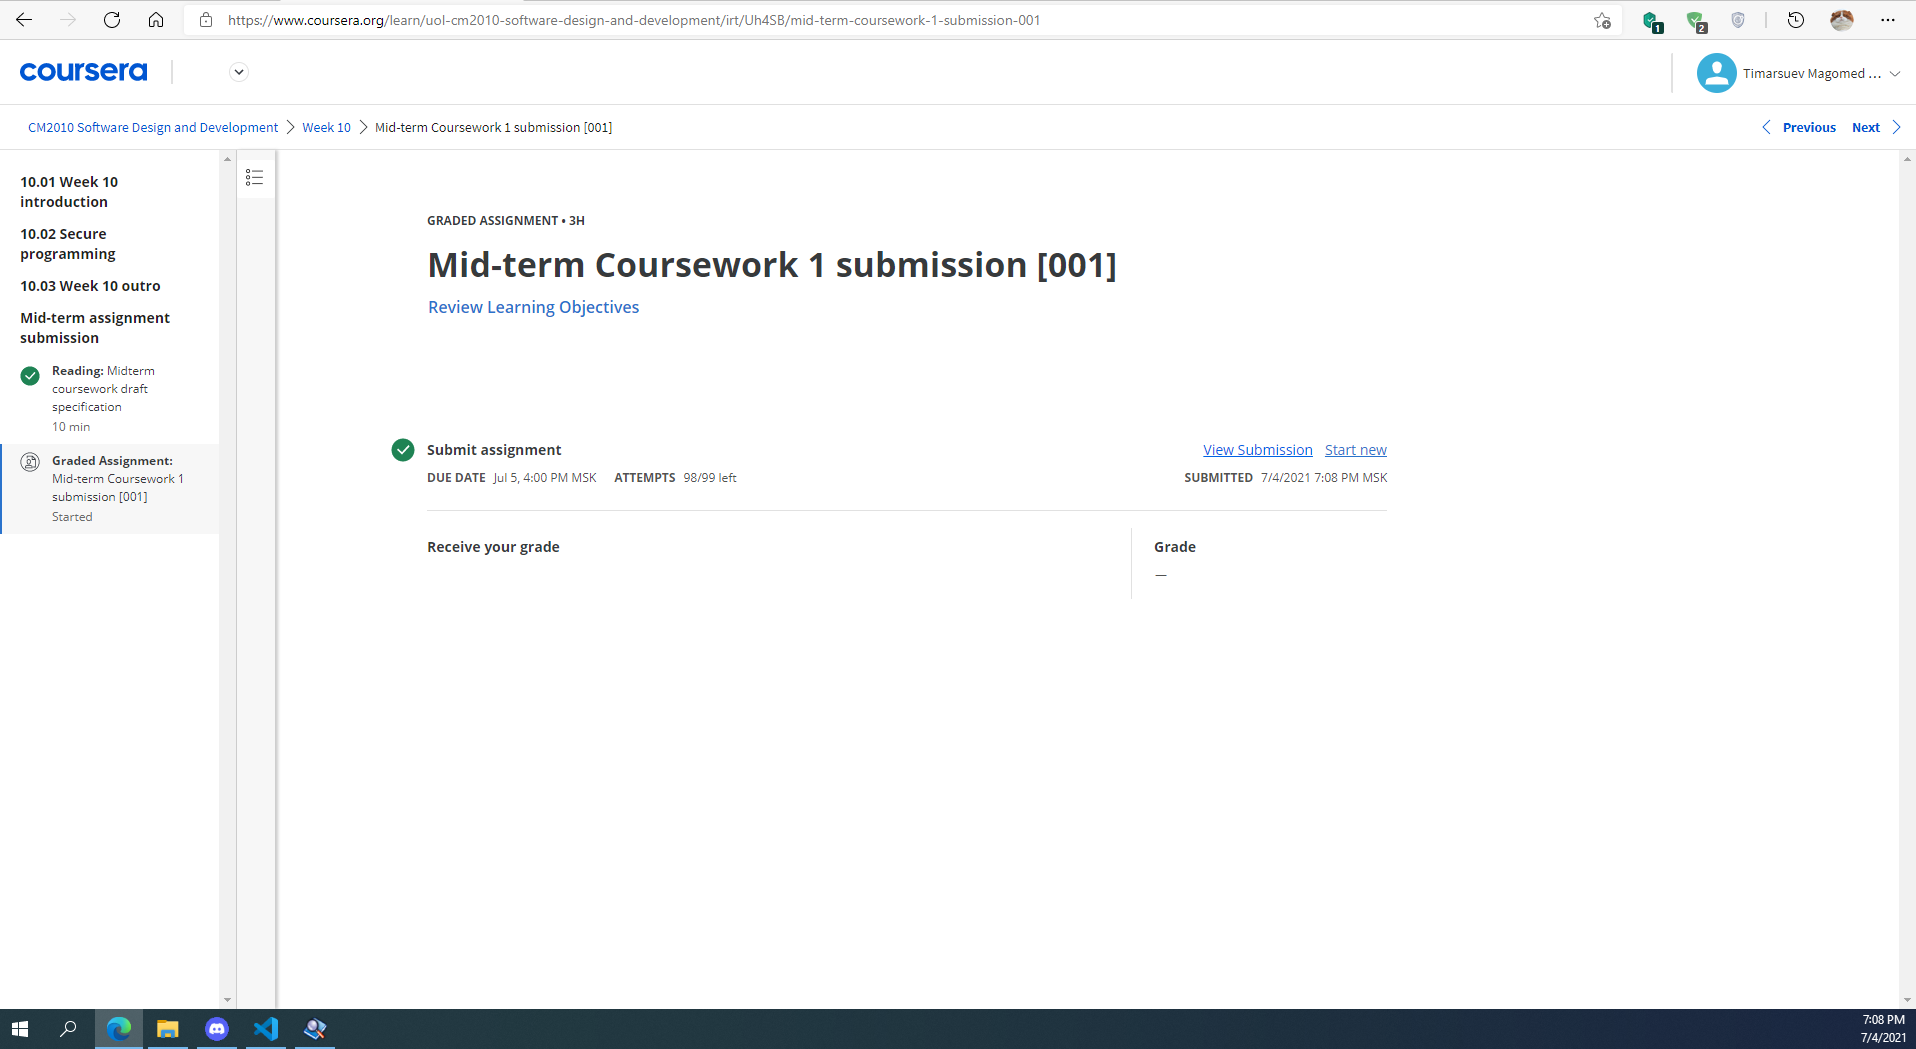 https://www.coursera.org/learn/uol-cm2010-software-design-and-development/irt/Uh4SB/mid-term-coursework-1-submission-001
1
2
coursera
Timarsuev Magomed ...
CM2010 Software Design and Development
Week 10
Mid-term Coursework 1 submission [001]
Previous
Next
10.01 Week 10
introduction
10.02 Secure
programming
10.03 Week 10 outro
Mid-term assignment
submission
Reading: Midterm
coursework draft
specification
10 min
Graded Assignment:
Mid-term Coursework 1
submission [001]
Started
GRADED ASSIGNMENT • 3H
Mid-term Coursework 1 submission [001]
Review Learning Objectives
Submit assignment
View Submission
Start new
DUE DATE Jul 5, 4:00 PM MSK ATTEMPTS 98/99 left
SUBMITTED 7/4/2021 7:08 PM MSK
Receive your grade
Grade
—
7:08 PM
7/4/2021